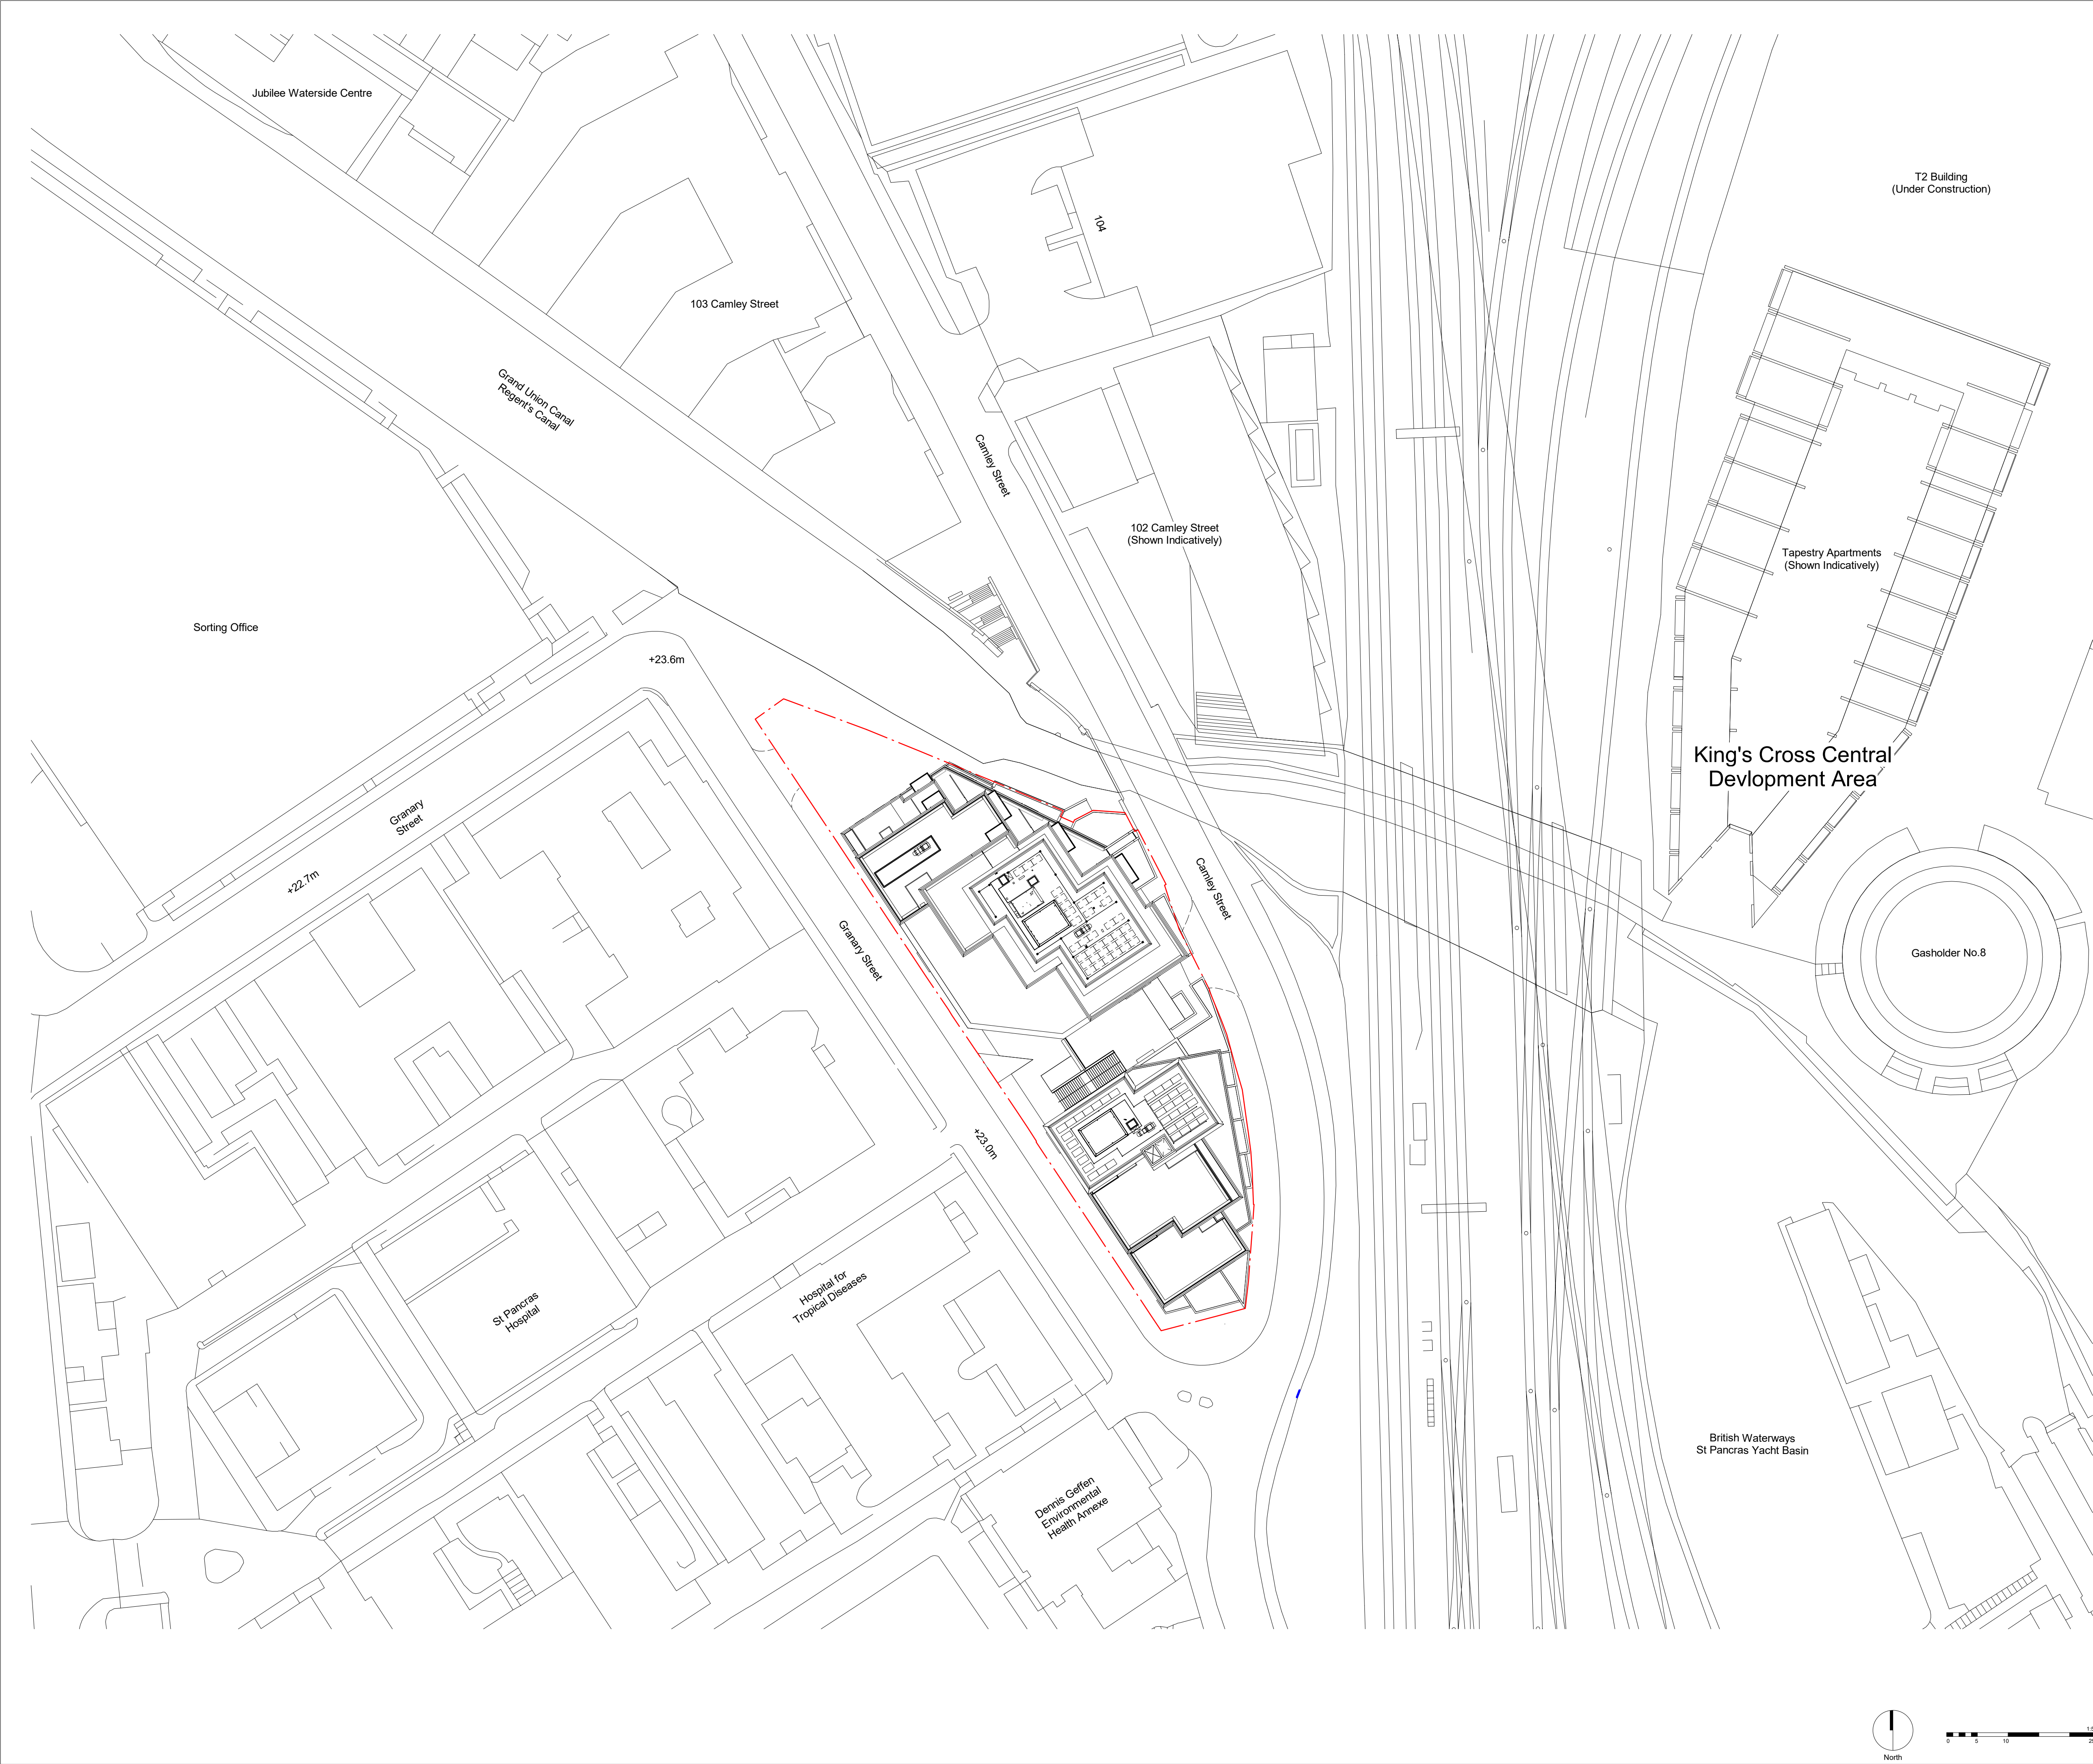 Jubilee Waterside Centre
T2 Building
(Under Construction)
104
103 Camley Street
Grand Union Canal
Regent's Canal
Camley Street
102 Camley Street
(Shown Indicatively)
Tapestry Apartments
(Shown Indicatively)
Sorting Office
+23.6m
King's Cross Central
Devlopment Area
Granary
Street
+22.7m
Camley Street
Granary Street
Gasholder No.8
+23.0m
Hospital for
Tropical Diseases
St Pancras
Hospital
British Waterways
St Pancras Yacht Basin
Dennis Geffen
Environmental
Health Annexe
North
0 5 10